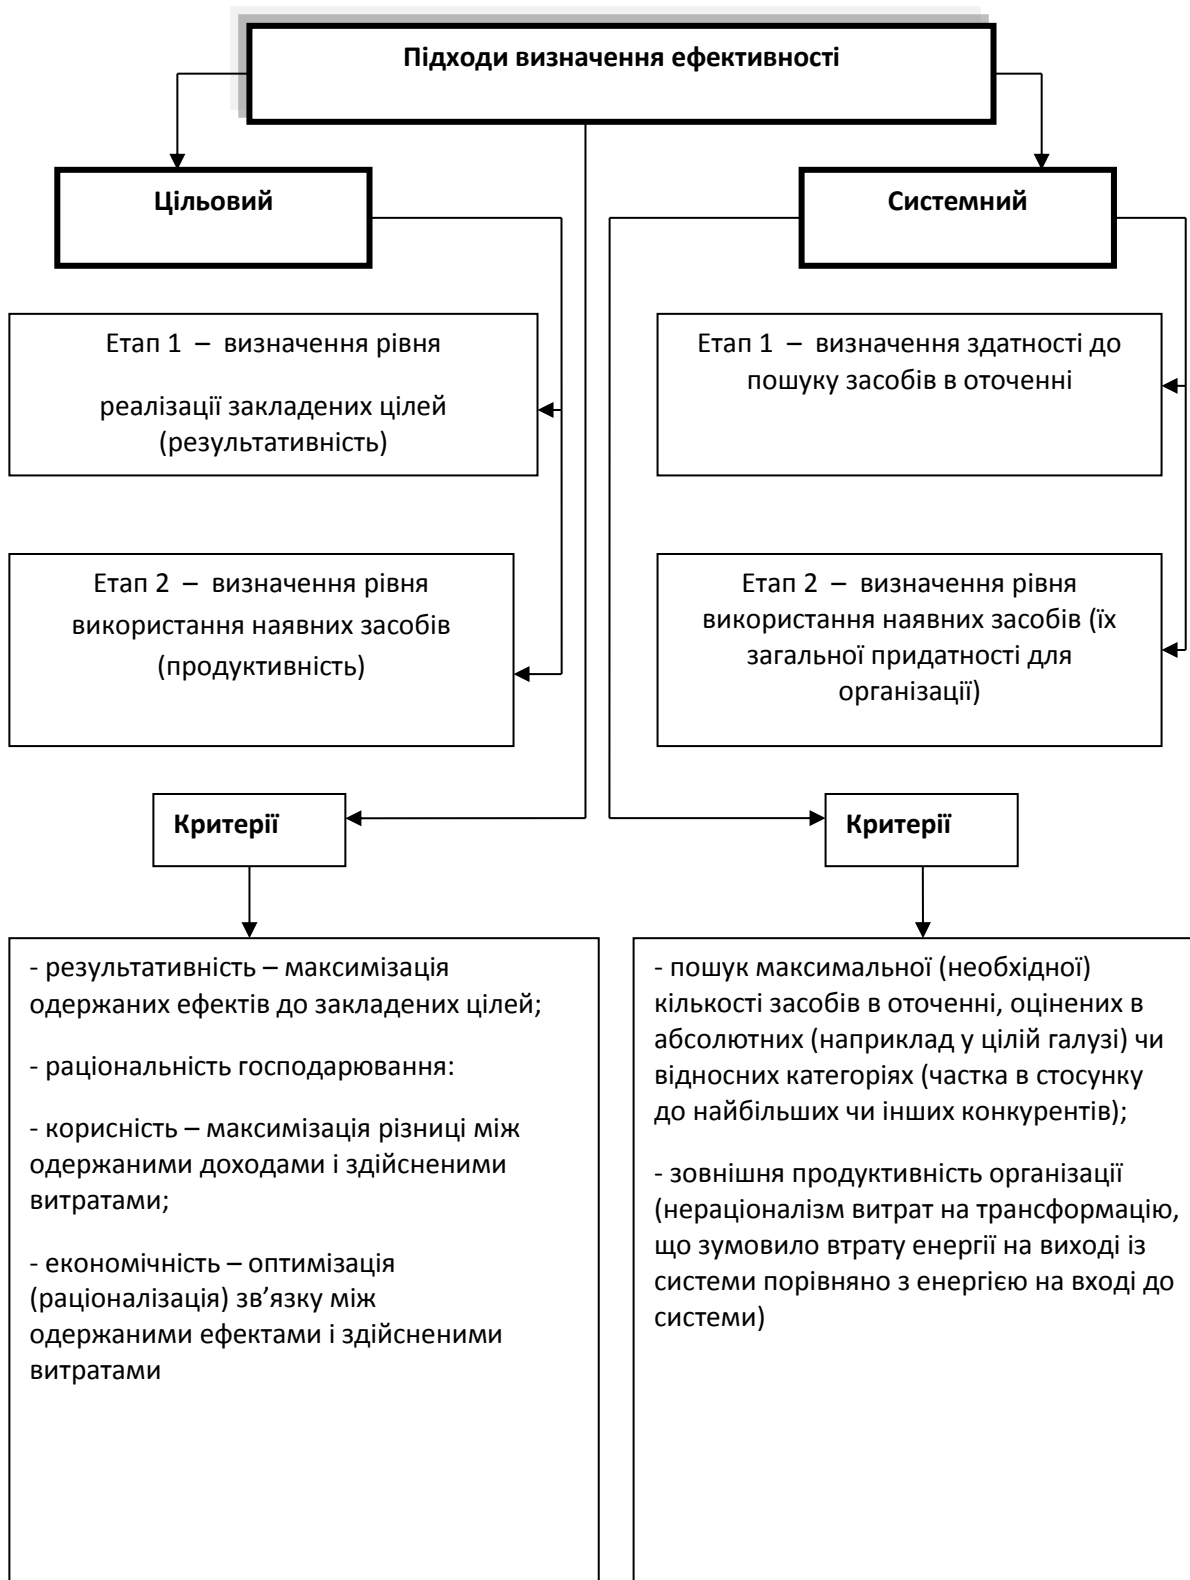 Підходи визначення ефективності
Цільовий
Системний
Етап 1 – визначення рівня
реалізації закладених цілей
(результативність)
Етап 1 – визначення здатності до
пошуку засобів в оточенні
Етап 2 – визначення рівня
використання наявних засобів
(продуктивність)
Етап 2 – визначення рівня
використання наявних засобів (їх
загальної придатності для
організації)
Критерії
Критерії
- результативність – максимізація
одержаних ефектів до закладених цілей;
- раціональність господарювання:
- корисність – максимізація різниці між
одержаними доходами і здійсненими
витратами;
- економічність – оптимізація
(раціоналізація) зв’язку між
одержаними ефектами і здійсненими
витратами
- пошук максимальної (необхідної)
кількості засобів в оточенні, оцінених в
абсолютних (наприклад у цілій галузі) чи
відносних категоріях (частка в стосунку
до найбільших чи інших конкурентів);
- зовнішня продуктивність організації
(нераціоналізм витрат на трансформацію,
що зумовило втрату енергії на виході із
системи порівняно з енергією на вході до
системи)